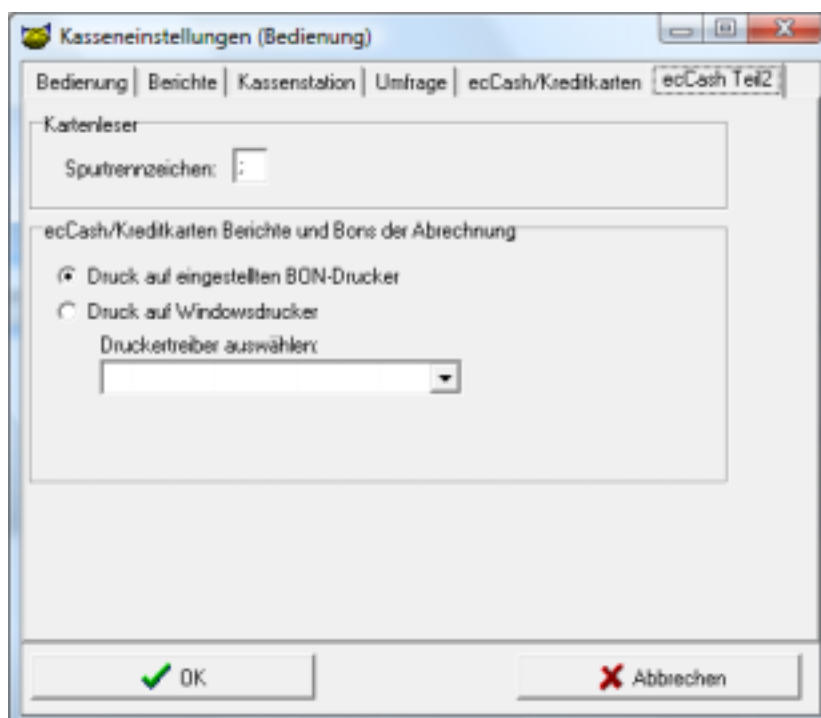 Kasseneinstellungen (Bedienung)
Bedienung Berichte Kassenstation Umfrage ecCash/Kreditkarten ecCash Teil2
Kartenleser
Spurtrennzeichen: ;
ecCash/Kreditkarten Berichte und Bons der Abrechnung
Druck auf eingestellten BON-Drucker
Druck auf Windowsdrucker
Druckertreiber auswählen:
OK Abbrechen